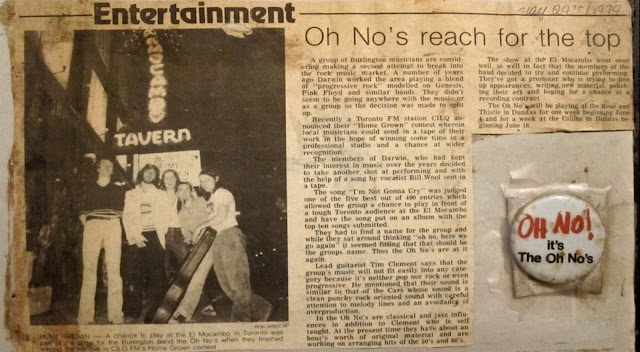 Entertainment
May 29th/1979
Oh No's reach for the top
TAVERN
HOME GROWN — A chance to play at the El Mocambo in Toronto was
part of a prize for the Burlington band the Oh No's when they finished
among the top five in CILQ FM's Home Grown contest
A group of Burlington musicians are con-
sidering making a second attempt to break into
the rock music market. A number of years
ago Darwin worked the area playing a blend
of "progressive rock" modelled on Genesis,
Pink Floyd and similar bands. They didn't
seem to be going anywhere with the music or
as a group so the decision was made to split
up.
Recently a Toronto FM station CILQ an-
nounced their "Home Grown" contest wherein
local musicians could send in a tape of their
work in the hope of winning some time in a
professional studio and a chance at wider
recognition.
The members of Darwin, who had kept
their interest in music over the years decided
to take another shot at performing and with
the help of a song by vocalist Bill Wool sent in
a tape.
The song "I'm Not Gonna Cry" was judged
one of the five best out of 400 entries which
allowed the group a chance to play in front of
a tough Toronto audience at the El Mocambo
and have the song put on an album with the
top ten songs submitted.
They had to find a name for the group and
while they sat around thinking "oh no, here we
go again" it seemed fitting that that should be
the groups name. Thus the Oh No's are at it
again.
Lead guitarist Tim Clement says that the
group's music will not fit easily into any cate-
gory because it's neither pop nor rock or even
progressive. He mentioned that their sound is
similar to that of the Cars whose sound is a
clean punchy rock oriented sound with careful
attention to melody lines and an avoidance of
overproduction.
In the Oh No's are classical and jazz influ-
ences in addition to Clement who is self
taught. At the present time they have about an
hour's worth of original material and are
working on arranging hits of the 50's and 60's.
The show at the El Mocambo went over
well, so well in fact that the members of the
band decided to try and continue performing.
They've got a promoter who is trying to line
up appearances, writing new material, polish-
ing their act and hoping for a chance at a
recording contract.
The Oh No's will be playing at the Rose and
Thistle in Dundas for one week beginning June
and for a week at the Collins in Dundas be-
ginning June 18.
OH NO!
it's
The Oh No's